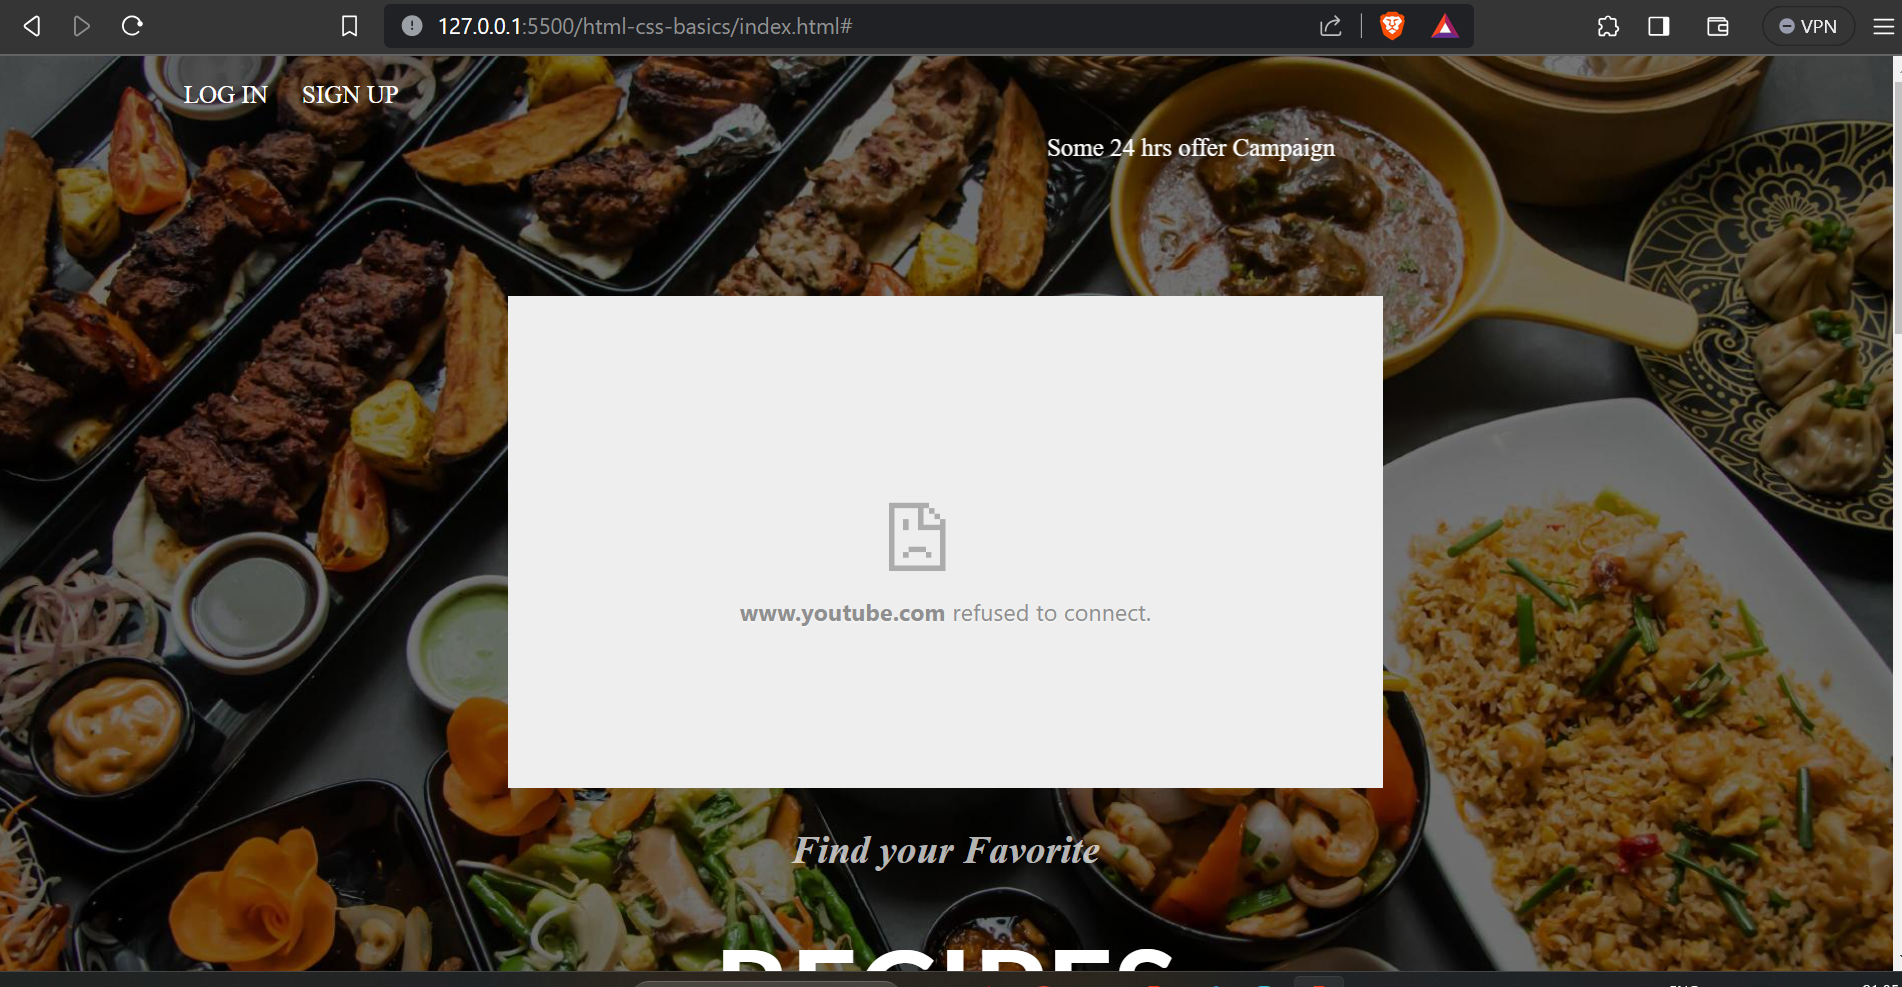 127.0.0.1:5500/html-css-basics/index.html#
VPN
LOG IN SIGN UP
Some 24 hrs offer Campaign
www.youtube.com refused to connect.
Find your Favorite
RECIPES